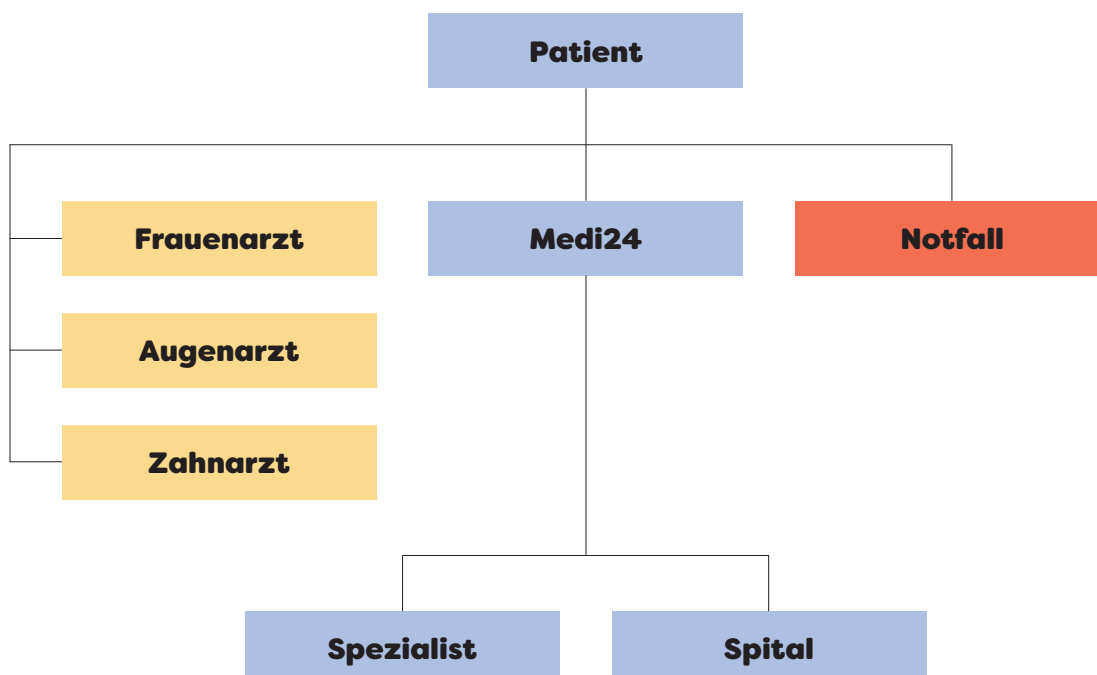 Patient
Frauenarzt
Medi24
Notfall
Augenarzt
Zahnarzt
Spezialist
Spital